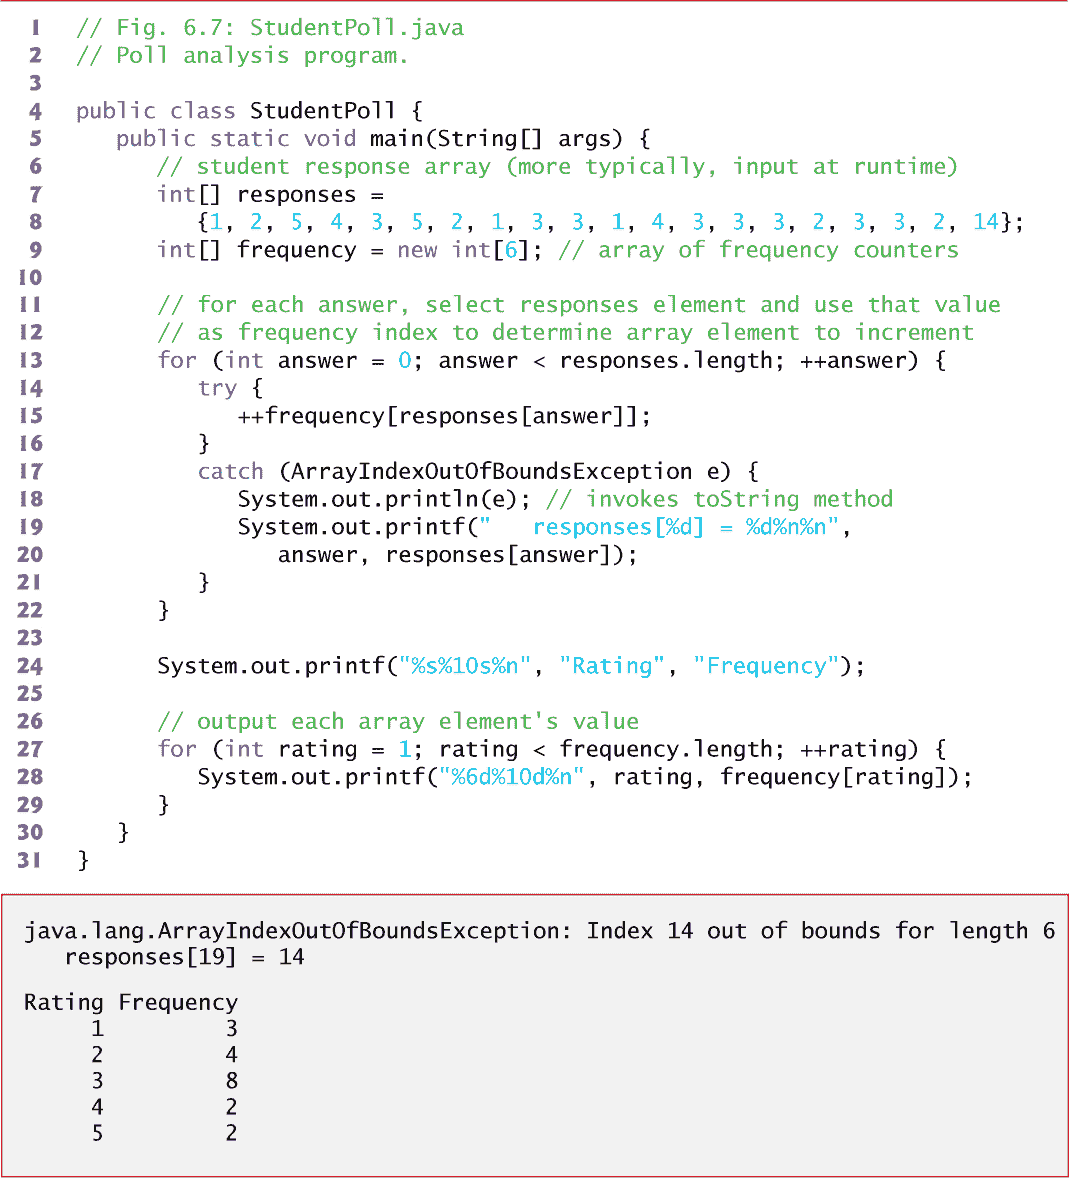 1 // Fig. 6.7: StudentPoll.java
2 // Poll analysis program.
3
4 public class StudentPoll {
5    public static void main(String[] args) {
6       // student response array (more typically, input at runtime)
7       int[] responses =
8          {1, 2, 5, 4, 3, 5, 2, 1, 3, 3, 1, 4, 3, 3, 3, 2, 3, 3, 2, 14};
9       int[] frequency = new int[6]; // array of frequency counters
10
11       // for each answer, select responses element and use that value
12       // as frequency index to determine array element to increment
13       for (int answer = 0; answer < responses.length; ++answer) {
14          try {
15             ++frequency[responses[answer]];
16          }
17          catch (ArrayIndexOutOfBoundsException e) {
18             System.out.println(e); // invokes toString method
19             System.out.printf("   responses[%d] = %d%n%n",
20                answer, responses[answer]);
21          }
22       }
23
24       System.out.printf("%s%10s%n", "Rating", "Frequency");
25
26       // output each array element's value
27       for (int rating = 1; rating < frequency.length; ++rating) {
28          System.out.printf("%6d%10d%n", rating, frequency[rating]);
29       }
30    }
31 }
java.lang.ArrayIndexOutOfBoundsException: Index 14 out of bounds for length 6
   responses[19] = 14
Rating Frequency
     1         3
     2         4
     3         8
     4         2
     5         2